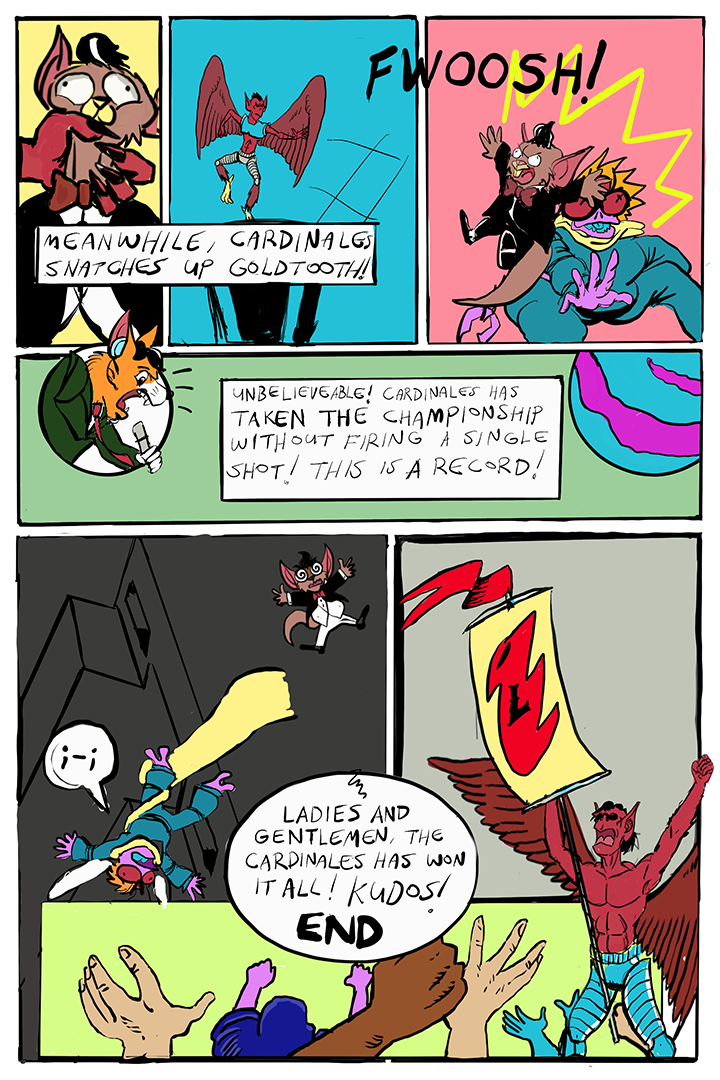 FWOOSH!
MEANWHILE, CARDINALES
SNATCHES UP GOLDTOOTH!
UNBELIEVEABLE! CARDINALES HAS
TAKEN THE CHAMPIONSHIP
WITHOUT FIRING A SINGLE
SHOT! THIS IS A RECORD!
L
i-i
LADIES AND
GENTLEMEN, THE
CARDINALES HAS WON
IT ALL! KUDOS!
END